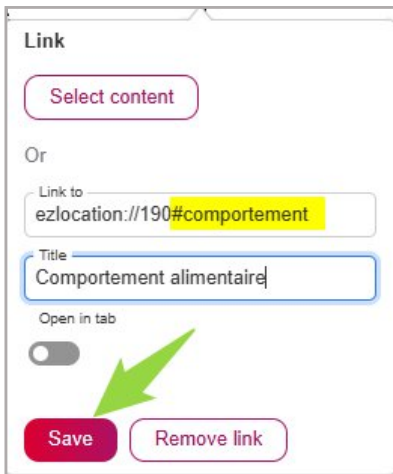 Link
Select content
Or
Link to
ezlocation://190#comportement
Title
Comportement alimentaire
Open in tab
Save
Remove link